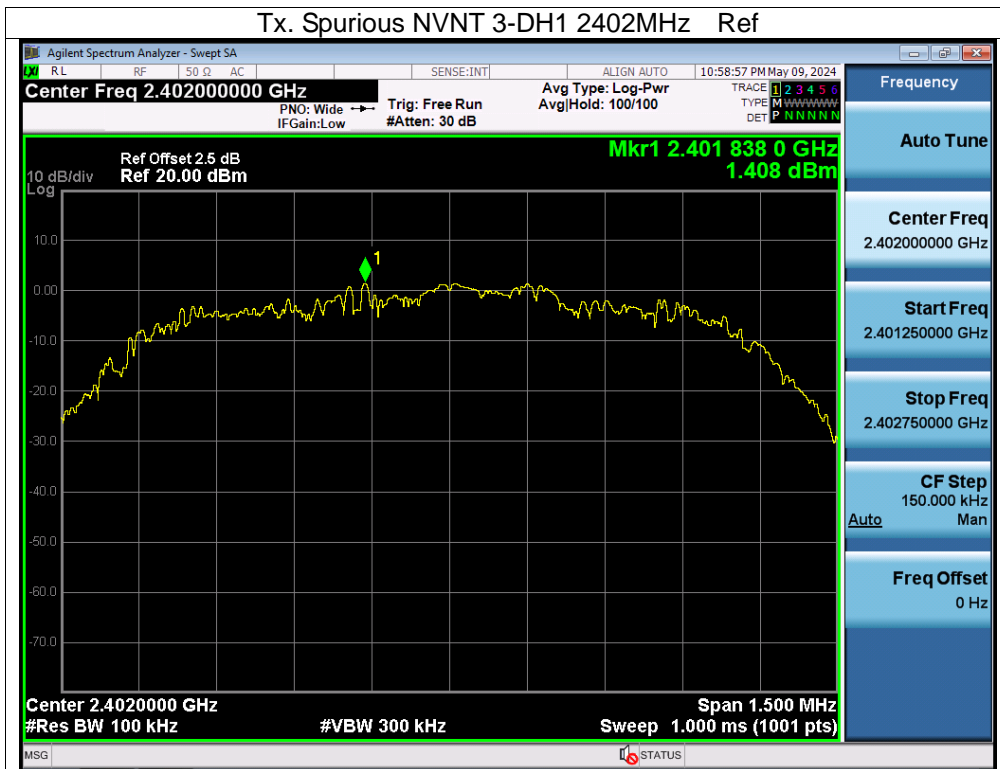 Tx. Spurious NVNT 3-DH1 2402MHz Ref
Agilent Spectrum Analyzer - Swept SA
LXI RL RF 50 Ω AC SENSE:INT ALIGN AUTO 10:58:57 PM May 09, 2024
Center Freq 2.402000000 GHz
PNO: Wide
IFGain:Low
Trig: Free Run
#Atten: 30 dB
Avg Type: Log-Pwr
Avg|Hold: 100/100
TRACE 1 2 3 4 5 6
TYPE M WWWWW
DET P N N N N N
Frequency
Auto Tune
Center Freq
2.402000000 GHz
Start Freq
2.401250000 GHz
Stop Freq
2.402750000 GHz
CF Step
150.000 kHz
Auto Man
Freq Offset
0 Hz
Mkr1 2.401 838 0 GHz
1.408 dBm
Ref Offset 2.5 dB
10 dB/div Ref 20.00 dBm
Log
10.0
1
0.00
-10.0
-20.0
-30.0
-40.0
-50.0
-60.0
-70.0
Center 2.4020000 GHz Span 1.500 MHz
#Res BW 100 kHz #VBW 300 kHz Sweep 1.000 ms (1001 pts)
MSG STATUS